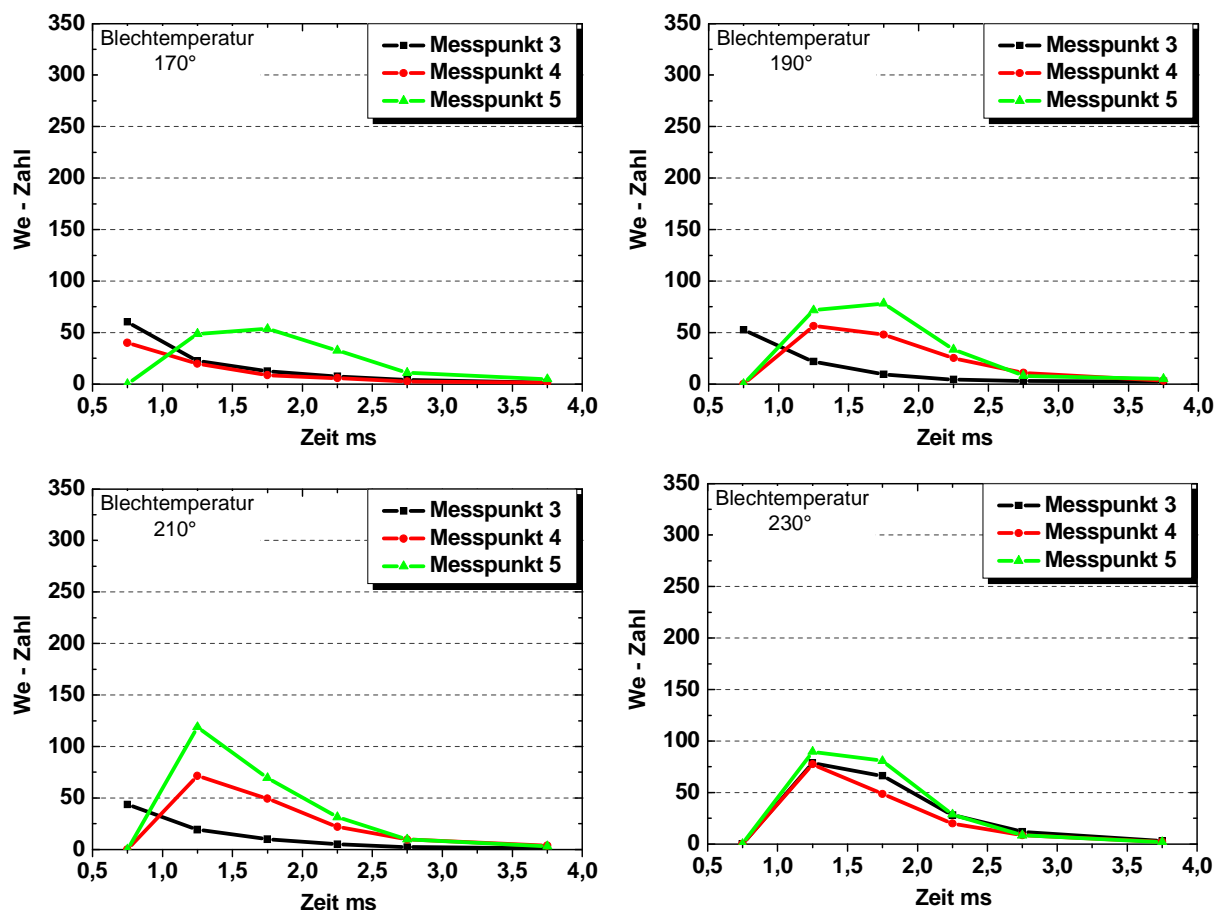 Blechtemperatur
170°
Messpunkt 3
Messpunkt 4
Messpunkt 5
We - Zahl
350
300
250
200
150
100
50
0
0,5 1,0 1,5 2,0 2,5 3,0 3,5 4,0
Zeit ms
Blechtemperatur
190°
Messpunkt 3
Messpunkt 4
Messpunkt 5
We - Zahl
350
300
250
200
150
100
50
0
0,5 1,0 1,5 2,0 2,5 3,0 3,5 4,0
Zeit ms
Blechtemperatur
210°
Messpunkt 3
Messpunkt 4
Messpunkt 5
We - Zahl
350
300
250
200
150
100
50
0
0,5 1,0 1,5 2,0 2,5 3,0 3,5 4,0
Zeit ms
Blechtemperatur
230°
Messpunkt 3
Messpunkt 4
Messpunkt 5
We - Zahl
350
300
250
200
150
100
50
0
0,5 1,0 1,5 2,0 2,5 3,0 3,5 4,0
Zeit ms